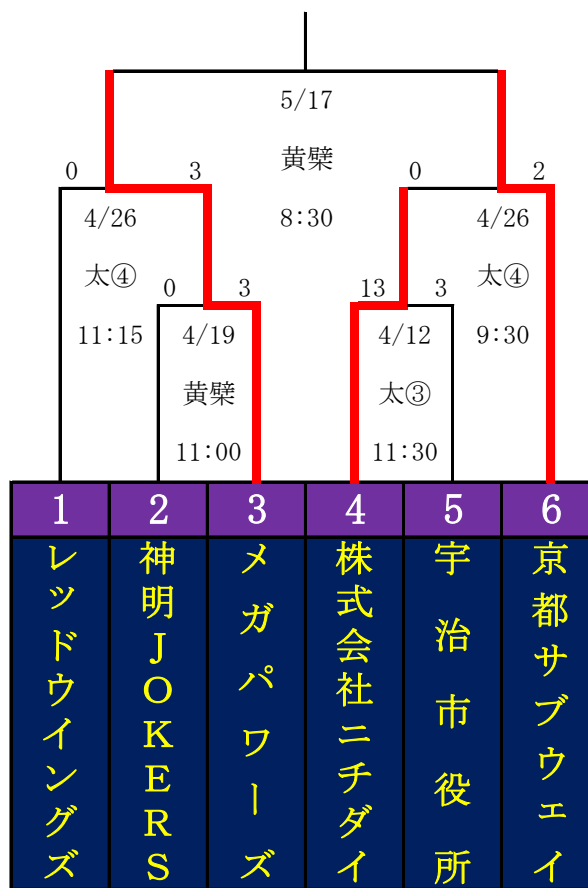 5/17
黄檗
8:30
0 3
4/26
太④
11:15
0 2
4/26
太④
9:30
0 3
4/19
黄檗
11:00
13 3
4/12
太③
11:30
1 2 3 4 5 6
レッドウイングズ
神明JOKERS
メガパワーズ
株式会社ニチダイ
宇治市役所
京都サブウェイ